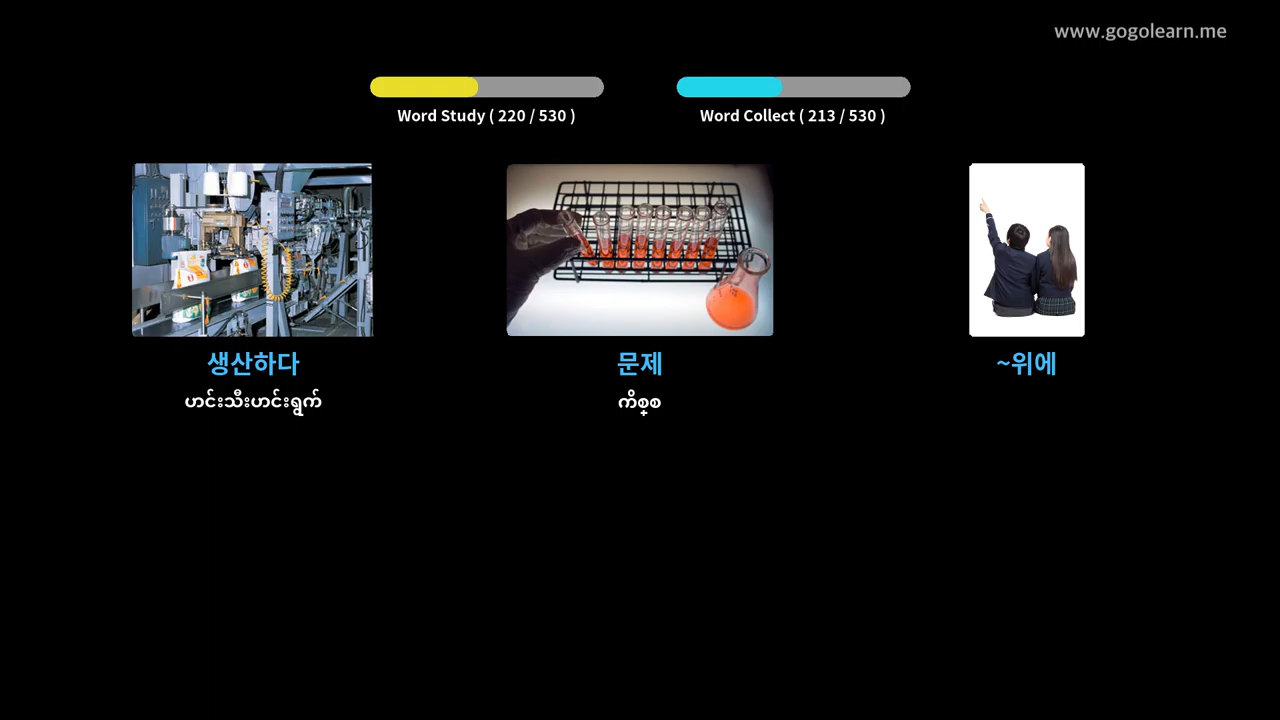 www.gogolearn.me
Word Study ( 220 / 530 )
Word Collect ( 213 / 530 )
생산하다
문제
~위에
ဟင်းသီးဟင်းရွက်
ကိစ္စ